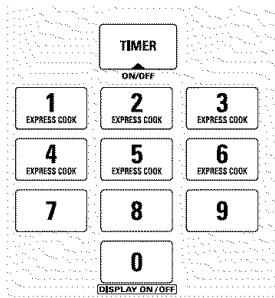 TIMER
ON/OFF
1 2 3
EXPRESS COOK EXPRESS COOK EXPRESS COOK
4 5 6
EXPRESS COOK EXPRESS COOK EXPRESS COOK
7 8 9
0
DISPLAY ON/OFF